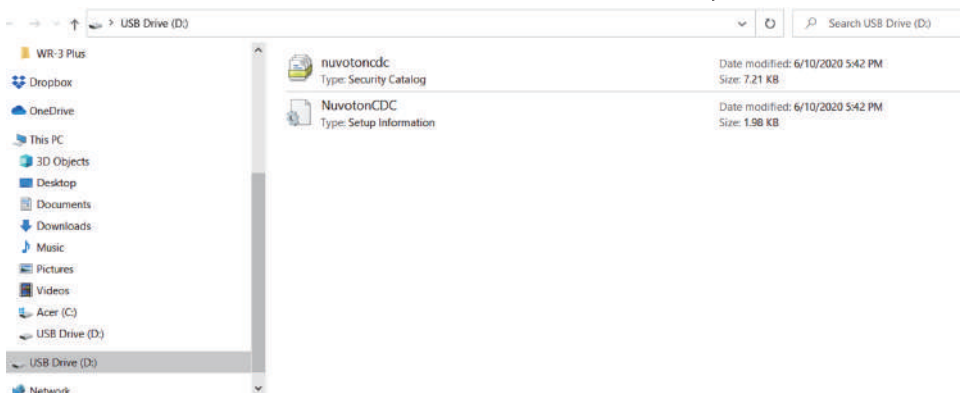 USB Drive (D:)
Search USB Drive (D:)
WR-3 Plus
Dropbox
OneDrive
This PC
3D Objects
Desktop
Documents
Downloads
Music
Pictures
Videos
Acer (C:)
USB Drive (D:)
USB Drive (D:)
Network
nuvotoncdc
Type: Security Catalog
Date modified: 6/10/2020 5:42 PM
Size: 7.21 KB
NuvotonCDC
Type: Setup Information
Date modified: 6/10/2020 5:42 PM
Size: 1.98 KB